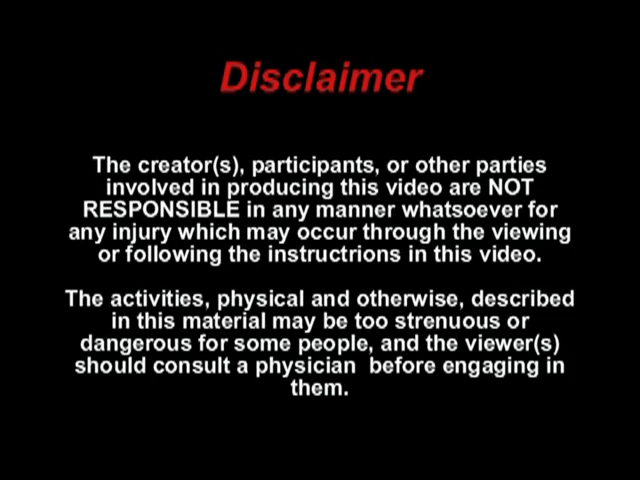 Disclaimer
The creator(s), participants, or other parties
involved in producing this video are NOT
RESPONSIBLE in any manner whatsoever for
any injury which may occur through the viewing
or following the instructrions in this video.
The activities, physical and otherwise, described
in this material may be too strenuous or
dangerous for some people, and the viewer(s)
should consult a physician  before engaging in
them.